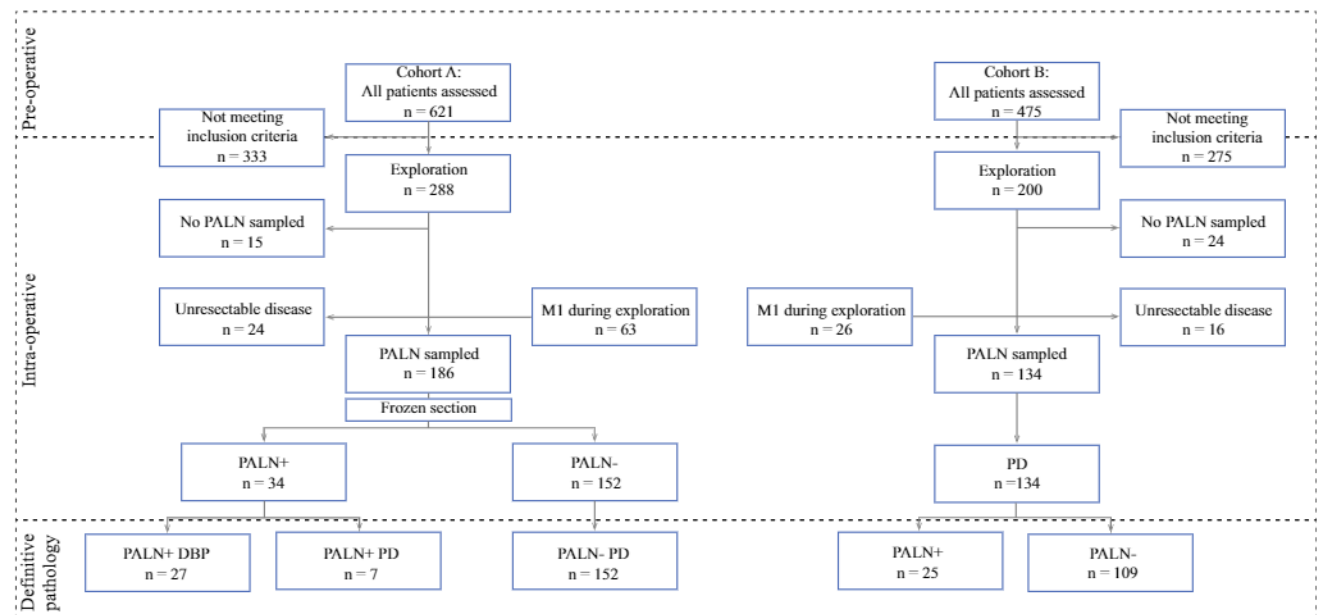 Pre-operative
Cohort A:
All patients assessed
n = 621
Cohort B:
All patients assessed
n = 475
Not meeting
inclusion criteria
n = 333
Not meeting
inclusion criteria
n = 275
Intra-operative
Exploration
n = 288
Exploration
n = 200
No PALN sampled
n = 15
No PALN sampled
n = 24
Unresectable disease
n = 24
M1 during exploration
n = 63
M1 during exploration
n = 26
Unresectable disease
n = 16
PALN sampled
n = 186
PALN sampled
n = 134
Frozen section
PALN+
n = 34
PALN-
n = 152
PD
n =134
Definitive
pathology
PALN+ DBP
n = 27
PALN+ PD
n = 7
PALN- PD
n = 152
PALN+
n = 25
PALN-
n = 109